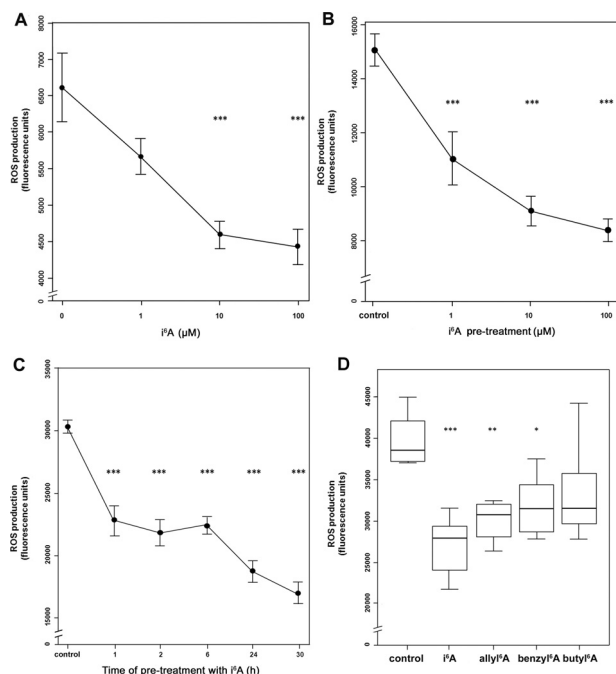 A
ROS production
(fluorescence units)
8000
7000
6500
6000
5500
5000
4500
4000
0
***
***
0
1
10
100
i⁶A (µM)
B
ROS production
(fluorescence units)
16000
14000
12000
10000
8000
0
***
***
***
control
1
10
100
i⁶A pre-treatment (µM)
C
ROS production
(fluorescence units)
35000
30000
25000
20000
15000
0
***
***
***
***
***
control
1
2
6
24
30
Time of pre-treatment with i⁶A (h)
D
ROS production
(fluorescence units)
45000
40000
35000
30000
25000
20000
0
***
**
*
control
i⁶A
allyl⁶A
benzyl⁶A
butyl⁶A